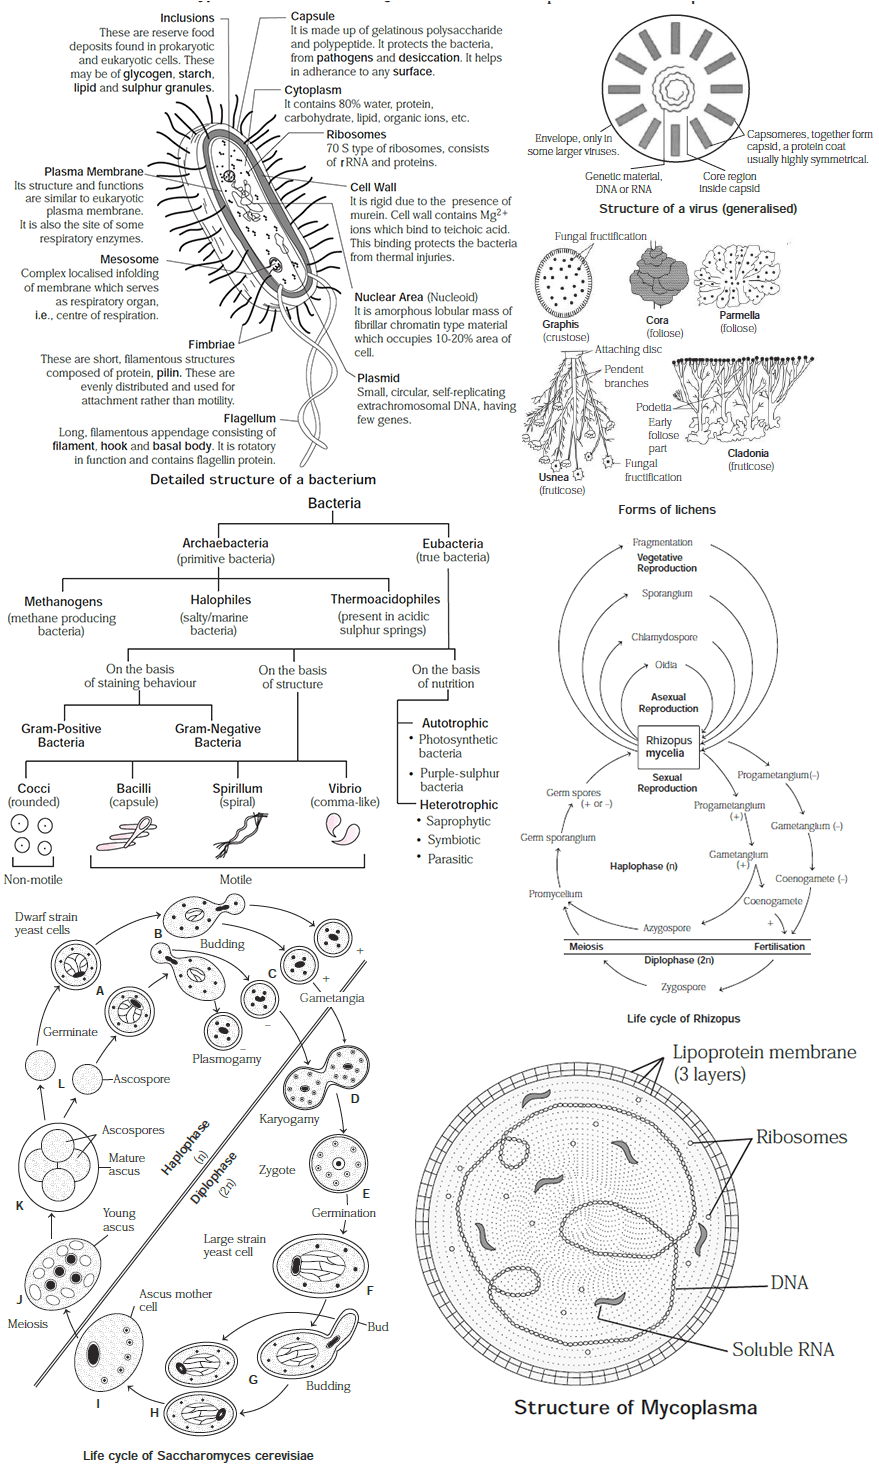 Inclusions
These are reserve food
deposits found in prokaryotic
and eukaryotic cells. These
may be of glycogen, starch,
lipid and sulphur granules.
Capsule
It is made up of gelatinous polysaccharide
and polypeptide. It protects the bacteria,
from pathogens and desiccation. It helps
in adherance to any surface.
Cytoplasm
It contains 80% water, protein,
carbohydrate, lipid, organic ions, etc.
Ribosomes
70 S type of ribosomes, consists
of rRNA and proteins.
Plasma Membrane
Its structure and functions
are similar to eukaryotic
plasma membrane.
It is also the site of some
respiratory enzymes.
Cell Wall
It is rigid due to the presence of
murein. Cell wall contains Mg2+
ions which bind to teichoic acid.
This binding protects the bacteria
from thermal injuries.
Mesosome
Complex localised infolding
of membrane which serves
as respiratory organ,
i.e., centre of respiration.
Nuclear Area (Nucleoid)
It is amorphous lobular mass of
fibrillar chromatin type material
which occupies 10-20% area of
cell.
Fimbriae
These are short, filamentous structures
composed of protein, pilin. These are
evenly distributed and used for
attachment rather than motility.
Plasmid
Small, circular, self-replicating
extrachromosomal DNA, having
few genes.
Flagellum
Long, filamentous appendage consisting of
filament, hook and basal body. It is rotatory
in function and contains flagellin protein.
Detailed structure of a bacterium
Envelope, only in
some larger viruses.
Capsomeres, together form
capsid, a protein coat
usually highly symmetrical.
Genetic material,
DNA or RNA
Core region
inside capsid
Structure of a virus (generalised)
Fungal fructification
Graphis
(crustose)
Cora
(foliose)
Parmella
(foliose)
Attaching disc
Pendent
branches
Podetia
Early
foliose
part
Cladonia
(fruticose)
Usnea
(fruticose)
Fungal
fructification
Forms of lichens
Bacteria
Archaebacteria
(primitive bacteria)
Eubacteria
(true bacteria)
Methanogens
(methane producing
bacteria)
Halophiles
(salty/marine
bacteria)
Thermoacidophiles
(present in acidic
sulphur springs)
On the basis
of staining behaviour
On the basis
of structure
On the basis
of nutrition
Gram-Positive
Bacteria
Gram-Negative
Bacteria
Autotrophic
• Photosynthetic
bacteria
• Purple-sulphur
bacteria
Heterotrophic
• Saprophytic
• Symbiotic
• Parasitic
Cocci
(rounded)
Bacilli
(capsule)
Spirillum
(spiral)
Vibrio
(comma-like)
Non-motile
Motile
Fragmentation
Vegetative
Reproduction
Sporangium
Chlamydospore
Oidia
Asexual
Reproduction
Rhizopus
mycelia
Sexual
Reproduction
Progametangium(–)
Progametangium
(+)
Gametangium (–)
Gametangium
(+)
Coenogamete (–)
Coenogamete
+
Germ spores
(+ or –)
Germ sporangium
Haplophase (n)
Promycelium
Azygospore
Meiosis
Fertilisation
Diplophase (2n)
Zygospore
Life cycle of Rhizopus
Dwarf strain
yeast cells
B
Budding
A
C
+
+
Gametangia
–
–
Germinate
Plasmogamy
L
Ascospore
D
Karyogamy
Ascospores
Mature
ascus
K
Haplophase
(n)
Diplophase
(2n)
Zygote
E
Germination
Young
ascus
Large strain
yeast cell
J
F
Meiosis
Ascus mother
cell
Bud
G
Budding
I
H
Life cycle of Saccharomyces cerevisiae
Lipoprotein membrane
(3 layers)
Ribosomes
DNA
Soluble RNA
Structure of Mycoplasma